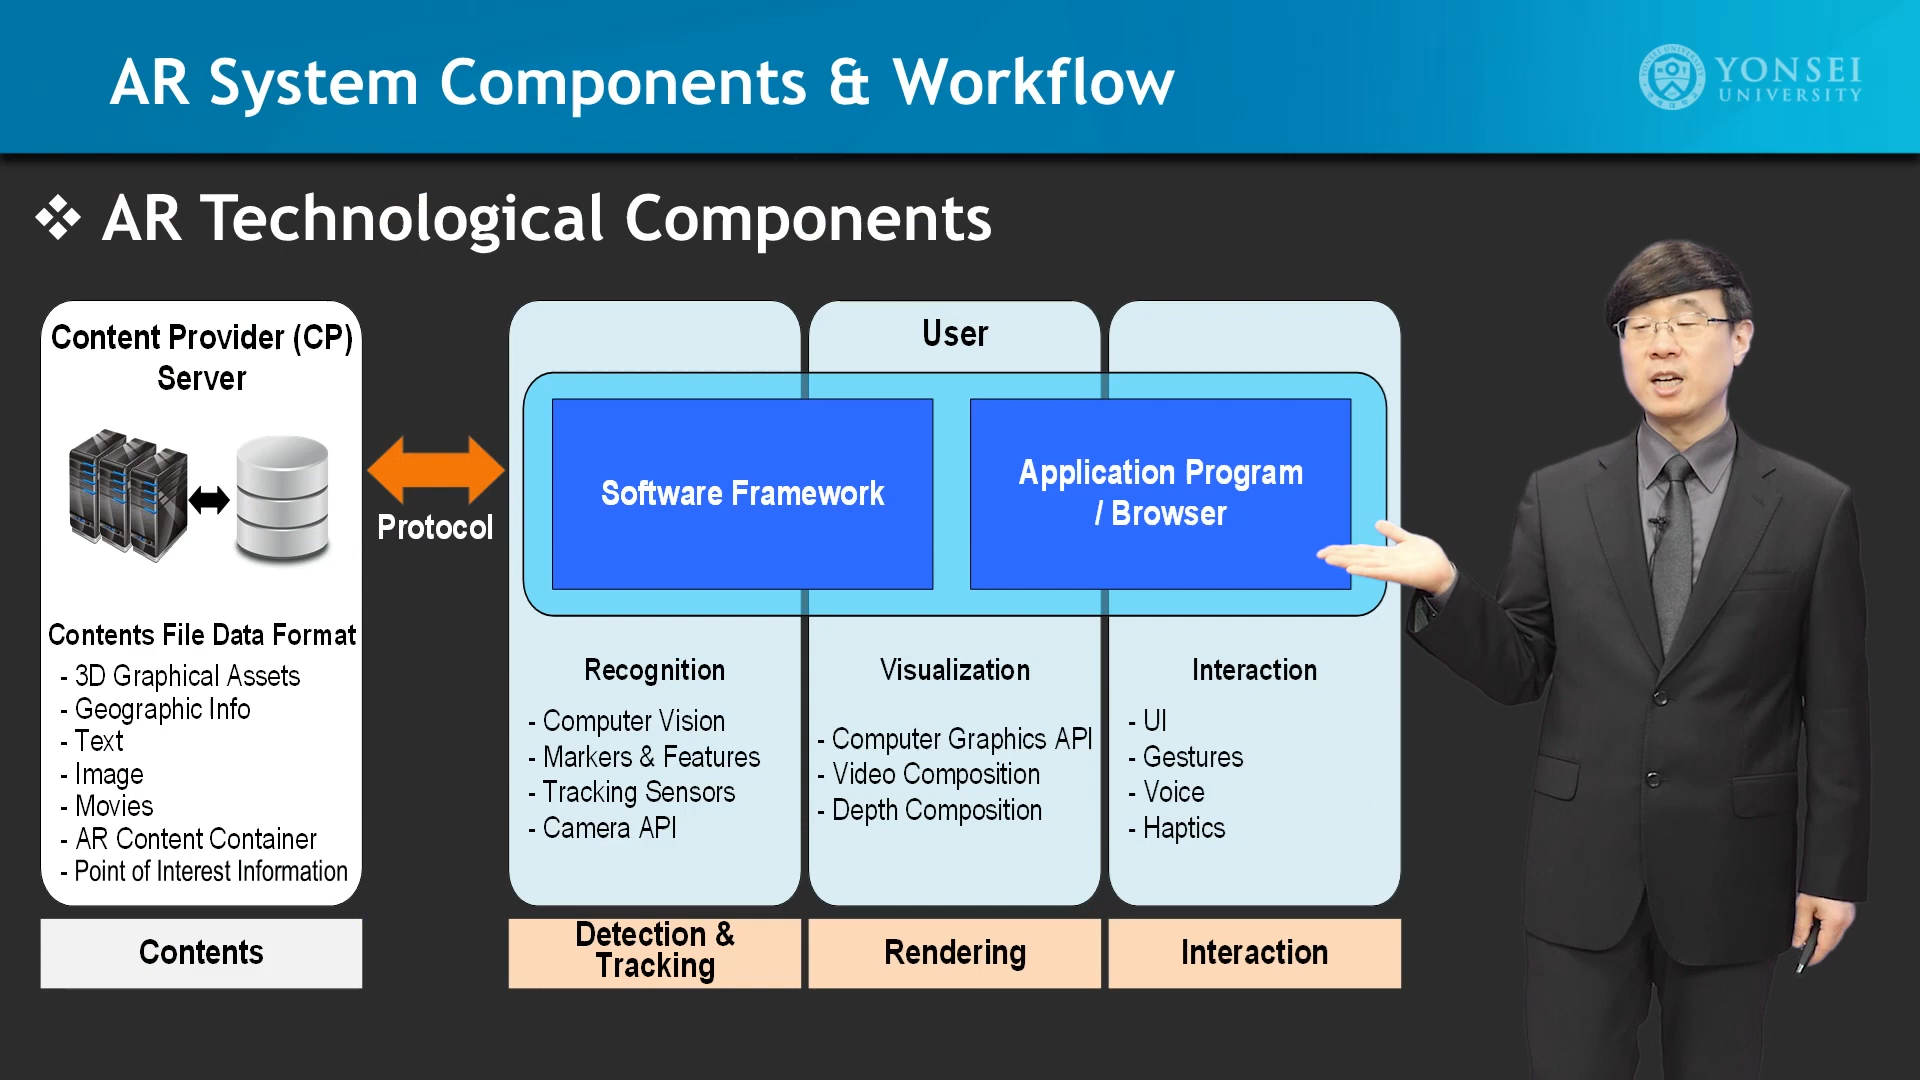 AR System Components & Workflow
YONSEI
UNIVERSITY
❖ AR Technological Components
Content Provider (CP)
Server
Contents File Data Format
- 3D Graphical Assets
- Geographic Info
- Text
- Image
- Movies
- AR Content Container
- Point of Interest Information
Contents
Protocol
User
Software Framework
Application Program
/ Browser
Recognition
- Computer Vision
- Markers & Features
- Tracking Sensors
- Camera API
Detection &
Tracking
Visualization
- Computer Graphics API
- Video Composition
- Depth Composition
Rendering
Interaction
- UI
- Gestures
- Voice
- Haptics
Interaction